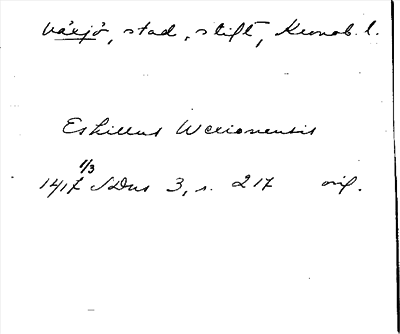 Växjö, stad, stift, Kronob. l.
Eskillus Wexionensis
1417 1/3 SDns 3, s. 217 orig.